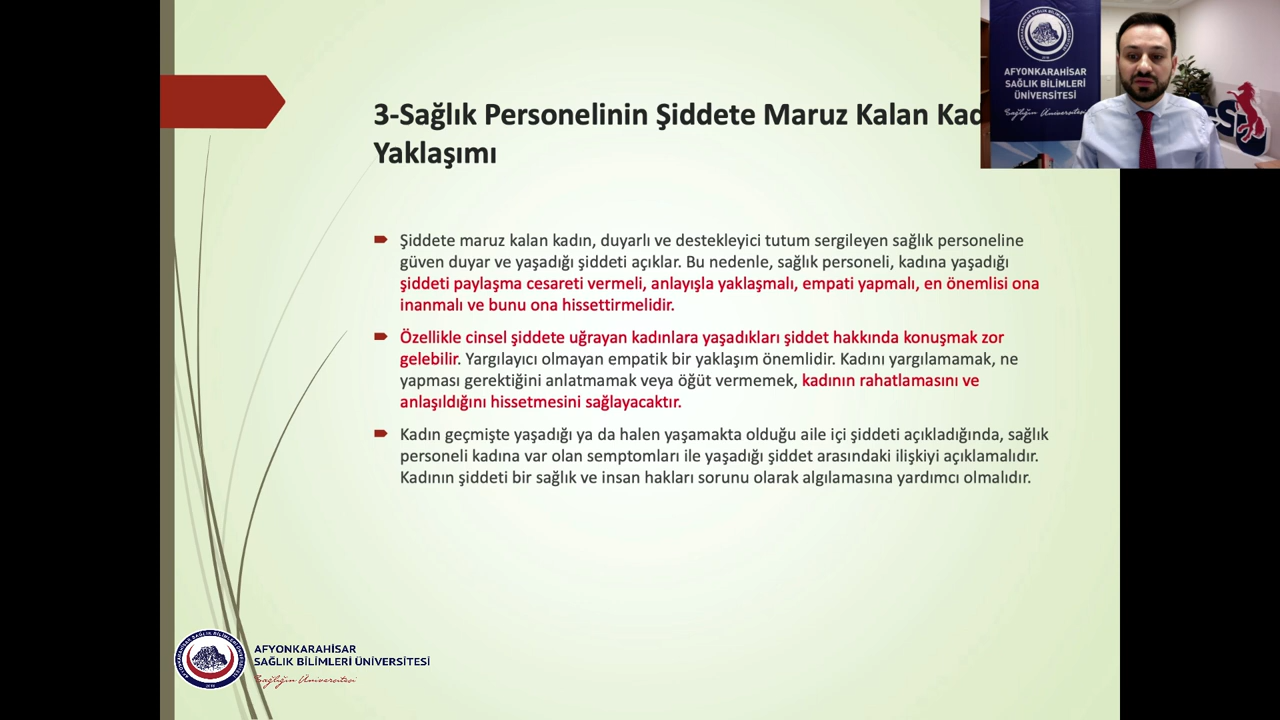 3-Sağlık Personelinin Şiddete Maruz Kalan
Yaklaşımı
Şiddete maruz kalan kadın, duyarlı ve destekleyici tutum sergileyen sağlık personeline
güven duyar ve yaşadığı şiddeti açıklar. Bu nedenle, sağlık personeli, kadına yaşadığı
şiddeti paylaşma cesareti vermeli, anlayışla yaklaşmalı, empati yapmalı, en önemlisi ona
inanmalı ve bunu ona hissettirmelidir.
Özellikle cinsel şiddete uğrayan kadınlara yaşadıkları şiddet hakkında konuşmak zor
gelebilir. Yargılayıcı olmayan empatik bir yaklaşım önemlidir. Kadını yargılamamak, ne
yapması gerektiğini anlatmamak veya öğüt vermemek, kadının rahatlamasını ve
anlaşıldığını hissetmesini sağlayacaktır.
Kadın geçmişte yaşadığı ya da halen yaşamakta olduğu aile içi şiddeti açıkladığında, sağlık
personeli kadına var olan semptomları ile yaşadığı şiddet arasındaki ilişkiyi açıklamalıdır.
Kadının şiddeti bir sağlık ve insan hakları sorunu olarak algılamasına yardımcı olmalıdır.
AFYONKARAHİSAR
SAĞLIK BİLİMLERİ ÜNİVERSİTESİ
Sağlığın Üniversitesi
AFYONKARAHİSAR
SAĞLIK BİLİMLERİ
ÜNİVERSİTESİ
Sağlığın Üniversitesi